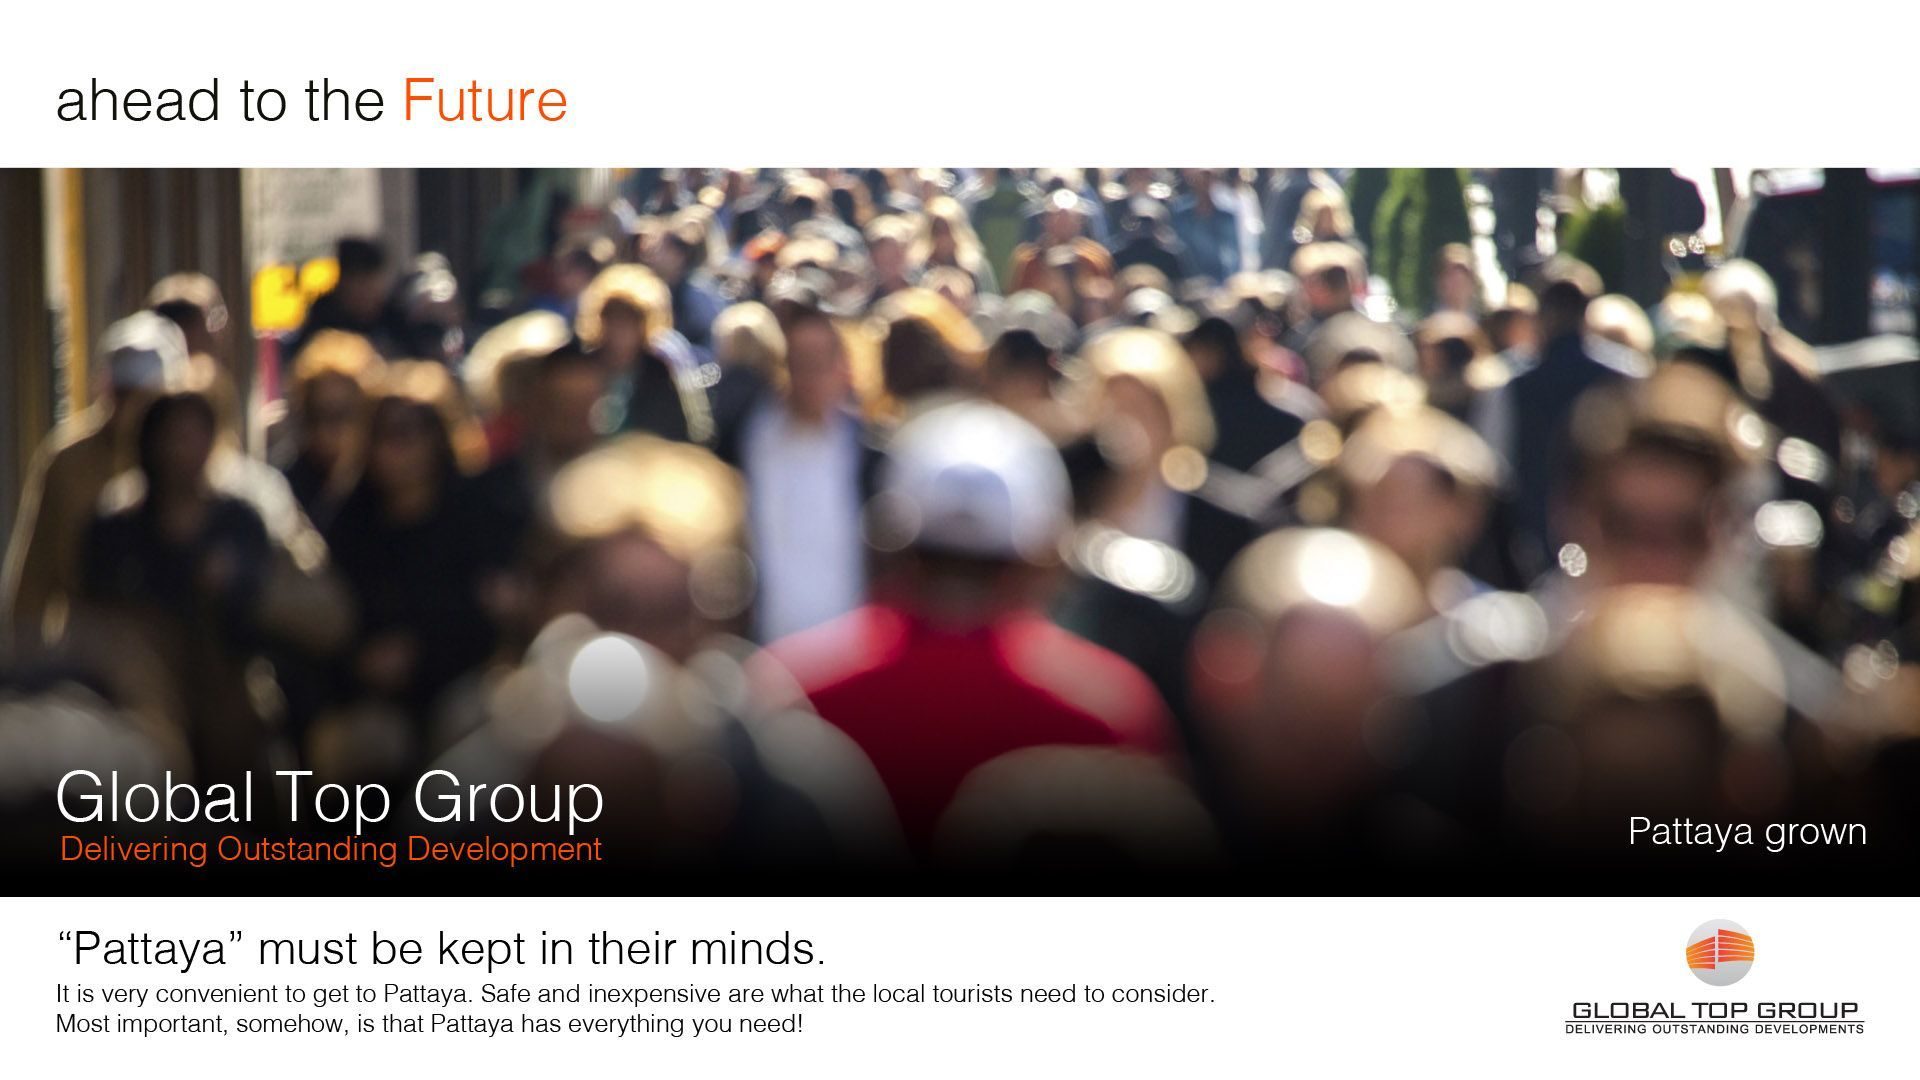 ahead to the Future
Global Top Group
Delivering Outstanding Development
Pattaya grown
“Pattaya” must be kept in their minds.
It is very convenient to get to Pattaya. Safe and inexpensive are what the local tourists need to consider.
Most important, somehow, is that Pattaya has everything you need!
GLOBAL TOP GROUP
DELIVERING OUTSTANDING DEVELOPMENTS